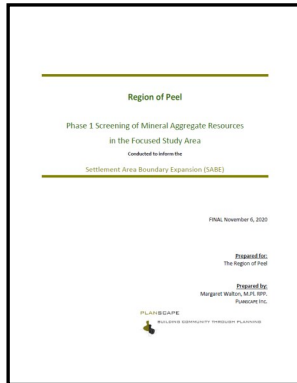 Region of Peel
Phase 1 Screening of Mineral Aggregate Resources
in the Focused Study Area
Conducted to inform the
Settlement Area Boundary Expansion (SABE)
FINAL November 6, 2020
Prepared for:
The Region of Peel
Prepared by:
Margaret Walton, M.Pl. RPP.
PLANSCAPE Inc.
PLANSCAPE
BUILDING COMMUNITY THROUGH PLANNING